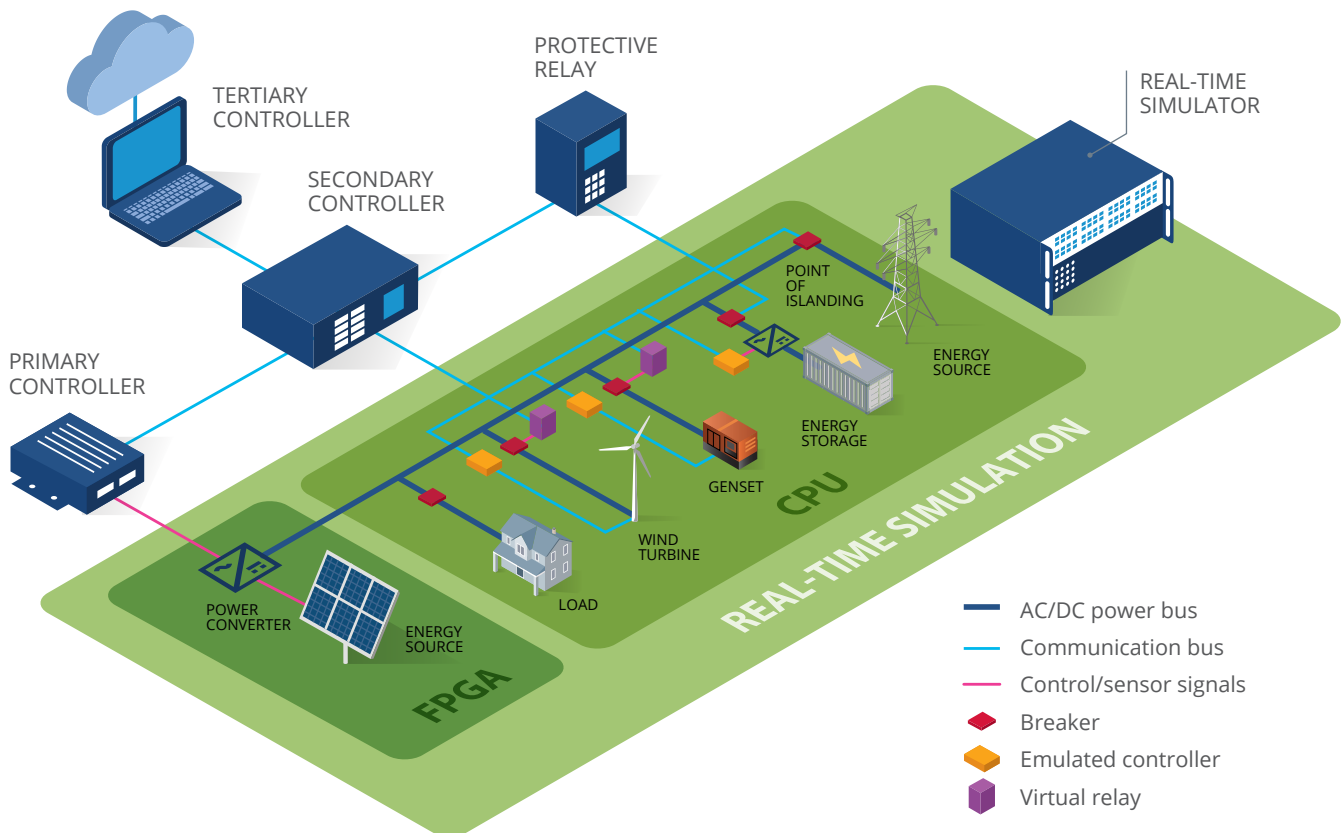 PROTECTIVE
RELAY
REAL-TIME
SIMULATOR
TERTIARY
CONTROLLER
SECONDARY
CONTROLLER
POINT
OF
ISLANDING
ENERGY
SOURCE
PRIMARY
CONTROLLER
ENERGY
STORAGE
GENSET
CPU
WIND
TURBINE
REAL-TIME SIMULATION
LOAD
POWER
CONVERTER
ENERGY
SOURCE
FPGA
AC/DC power bus
Communication bus
Control/sensor signals
Breaker
Emulated controller
Virtual relay